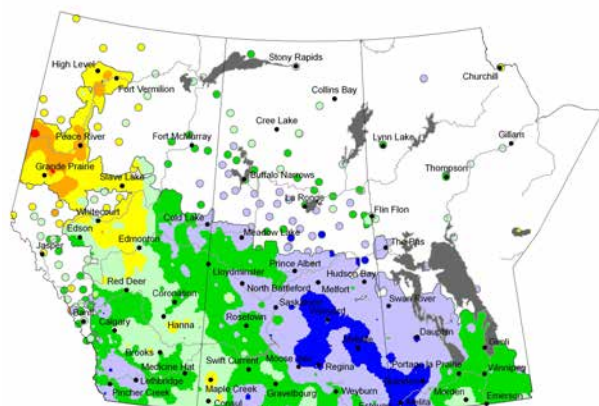 Stony Rapids
High Level
Fort Vermilion
Churchill
Collins Bay
Cree Lake
Peace River
Fort McMurray
Lynn Lake
Gillam
Grande Prairie
Buffalo Narrows
Thompson
Slave Lake
La Ronge
Whitecourt
Cold Lake
Flin Flon
Edson
Meadow Lake
Jasper
Edmonton
The Pas
Lloydminster
Prince Albert
Hudson Bay
Red Deer
North Battleford
Melfort
Coronation
Swan River
Banff
Rosetown
Calgary
Hanna
Dauphin
Gimli
Brooks
Medicine Hat
Swift Current
Moose Jaw
Regina
Portage la Prairie
Winnipeg
Lethbridge
Maple Creek
Pincher Creek
Gravelbourg
Weyburn
Morden
Emerson
Consul
Melita